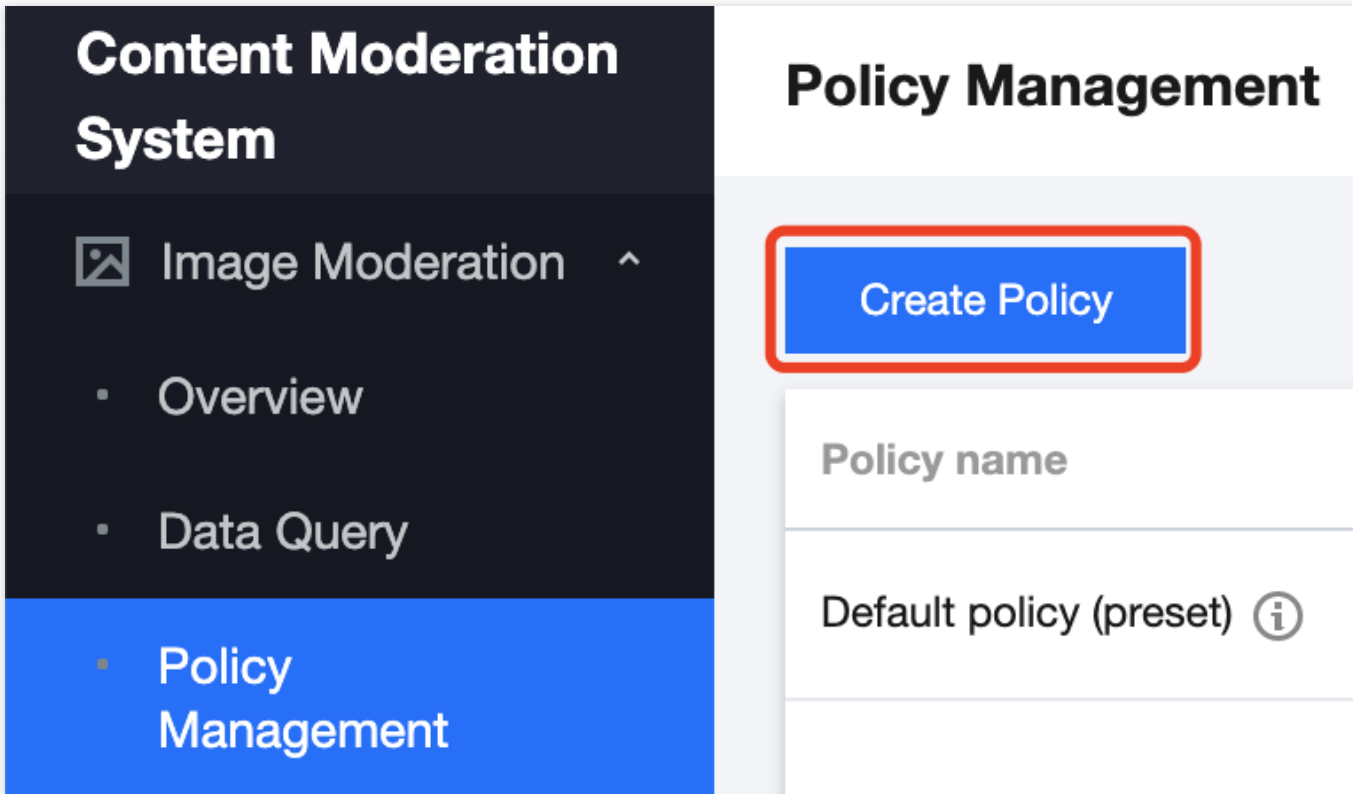 Content Moderation
System
Image Moderation
Overview
Data Query
Policy
Management
Policy Management
Create Policy
Policy name
Default policy (preset)